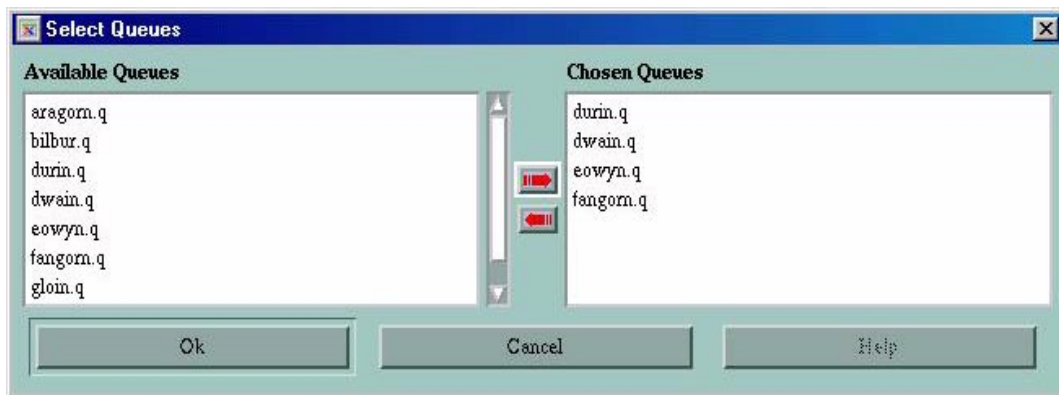 Select Queues
Available Queues
Chosen Queues
aragorn.q
bilbur.q
durin.q
dwain.q
eowyn.q
fangorn.q
gloin.q
durin.q
dwain.q
eowyn.q
fangorn.q
Ok
Cancel
Help